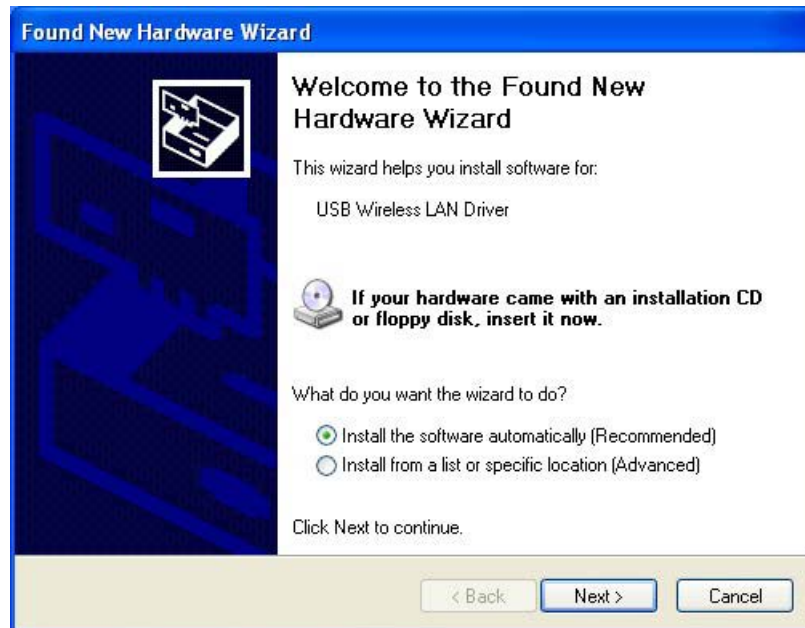 Found New Hardware Wizard
Welcome to the Found New
Hardware Wizard
This wizard helps you install software for:
USB Wireless LAN Driver
If your hardware came with an installation CD
or floppy disk, insert it now.
What do you want the wizard to do?
Install the software automatically (Recommended)
Install from a list or specific location (Advanced)
Click Next to continue.
< Back Next > Cancel